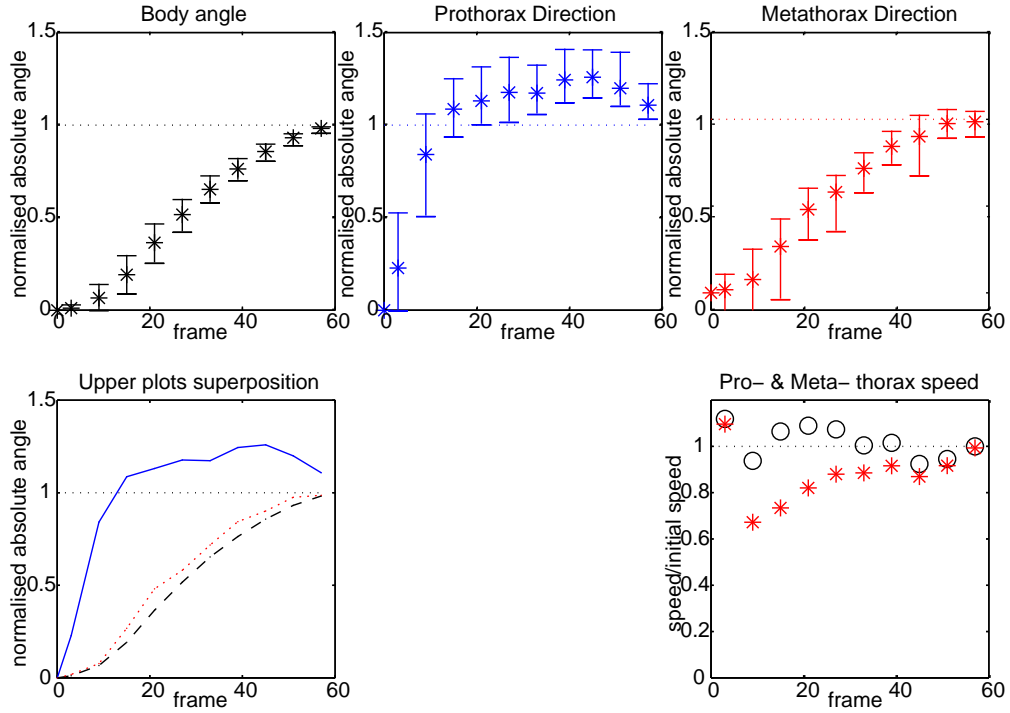 Body angle
normalised absolute angle
1.5
1
0.5
0
0
20
40
60
frame
Prothorax Direction
normalised absolute angle
1.5
1
0.5
0
0
20
40
60
frame
Metathorax Direction
normalised absolute angle
1.5
1
0.5
0
0
20
40
60
frame
Upper plots superposition
normalised absolute angle
1.5
1
0.5
0
0
20
40
60
frame
Pro− & Meta− thorax speed
speed/initial speed
1.2
1
0.8
0.6
0.4
0.2
0
0
20
40
60
frame